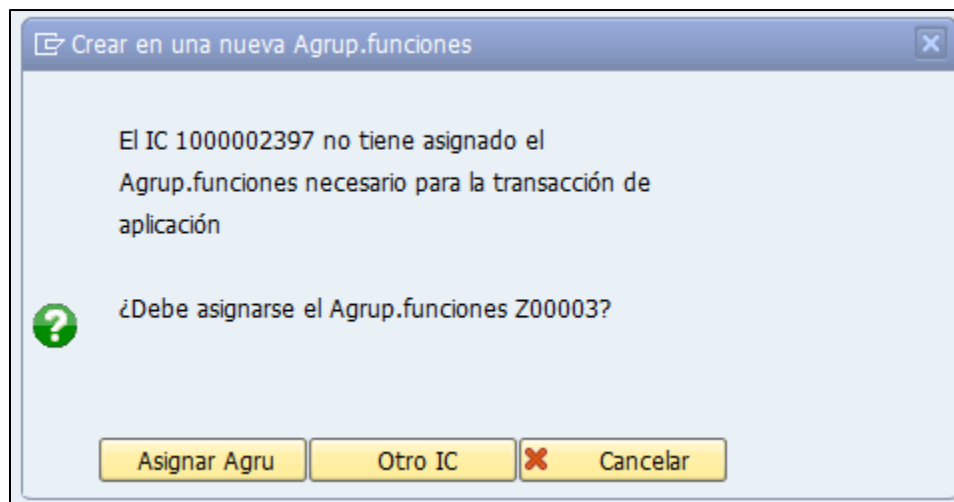 Crear en una nueva Agrup.funciones
El IC 1000002397 no tiene asignado el
Agrup.funciones necesario para la transacción de
aplicación
¿Debe asignarse el Agrup.funciones Z00003?
Asignar Agru
Otro IC
Cancelar